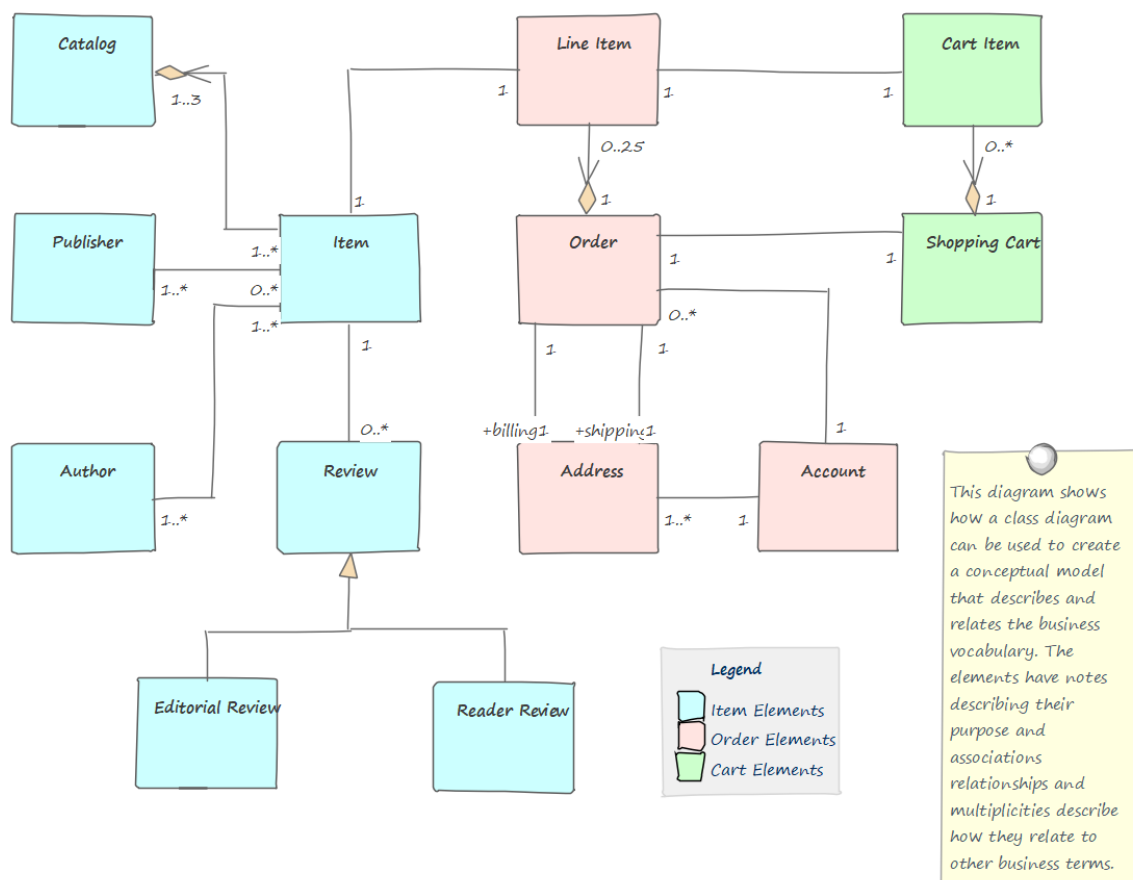 Catalog
Line Item
Cart Item
1
1
1
1..3
0..25
0..*
1
1
1
Publisher
Item
Order
Shopping Cart
1..*
1
1
1..*
0..*
0..*
1..*
1
1
1
+billing1
+shipping1
0..*
1
Author
Review
Address
Account
1..*
1..*
1
Editorial Review
Reader Review
Legend
Item Elements
Order Elements
Cart Elements
This diagram shows
how a class diagram
can be used to create
a conceptual model
that describes and
relates the business
vocabulary. The
elements have notes
describing their
purpose and
associations
relationships and
multiplicities describe
how they relate to
other business terms.